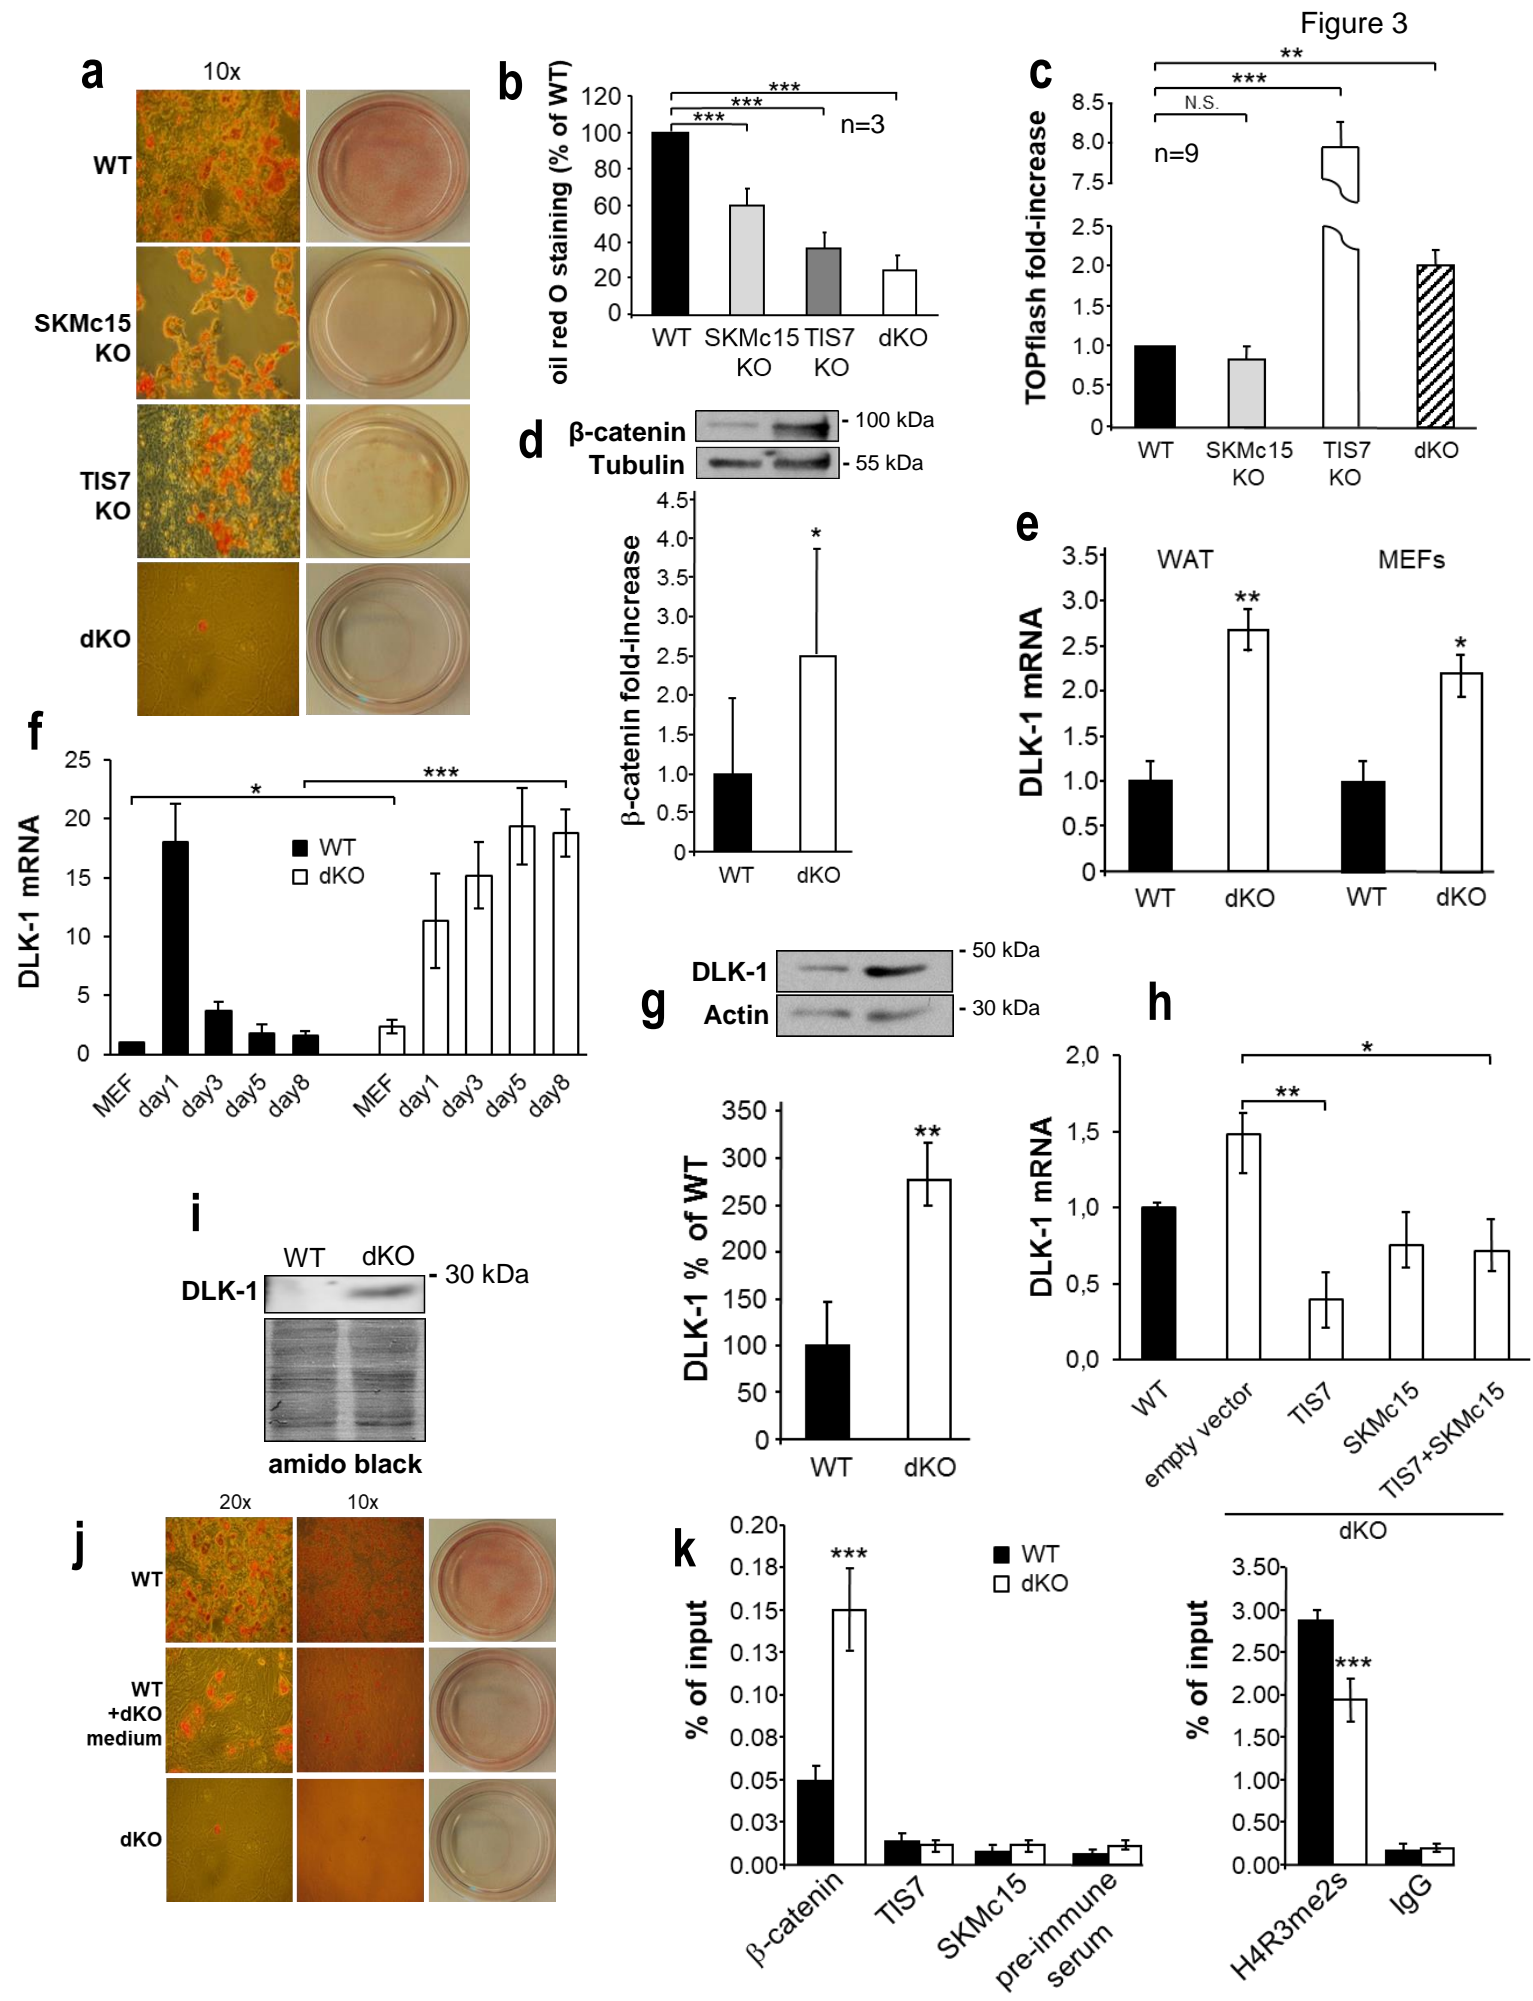 Figure 3
a
10x
WT
SKMc15
KO
TIS7
KO
dKO
b
oil red O staining (% of WT)
120
100
80
60
40
20
0
***
***
***
n=3
WT
SKMc15
KO
TIS7
KO
dKO
c
TOPflash fold-increase
8.5
8.0
7.5
2.5
2.0
1.5
1.0
0.5
0
**
***
N.S.
n=9
WT
SKMc15
KO
TIS7
KO
dKO
d
β-catenin
- 100 kDa
Tubulin
- 55 kDa
β-catenin fold-increase
4.5
4.0
3.5
3.0
2.5
2.0
1.5
1.0
0.5
0
*
WT
dKO
e
DLK-1 mRNA
3.5
3.0
2.5
2.0
1.5
1.0
0.5
0
WAT
MEFs
**
*
WT
dKO
WT
dKO
f
DLK-1 mRNA
25
20
15
10
5
0
*
***
WT
dKO
MEF
day1
day3
day5
day8
MEF
day1
day3
day5
day8
g
DLK-1
- 50 kDa
Actin
- 30 kDa
DLK-1 % of WT
350
300
250
200
150
100
50
0
**
WT
dKO
h
DLK-1 mRNA
2,0
1,5
1,0
0,5
0,0
*
**
WT
empty vector
TIS7
SKMc15
TIS7+SKMc15
dKO
i
WT
dKO
DLK-1
- 30 kDa
amido black
j
20x
10x
WT
WT
+dKO
medium
dKO
k
% of input
0.20
0.18
0.15
0.13
0.10
0.08
0.05
0.03
0.00
***
WT
dKO
β-catenin
TIS7
SKMc15
pre-immune
serum
% of input
3.50
3.00
2.50
2.00
1.50
1.00
0.50
0.00
***
H4R3me2s
IgG